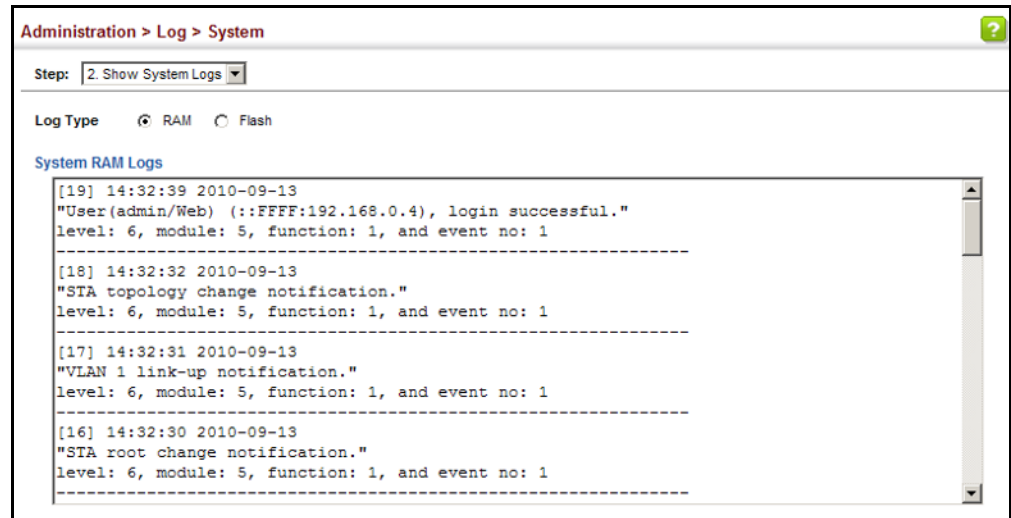 Administration > Log > System
?
Step: 2. Show System Logs
Log Type RAM Flash
System RAM Logs
[19] 14:32:39 2010-09-13
"User(admin/Web) (::FFFF:192.168.0.4), login successful."
level: 6, module: 5, function: 1, and event no: 1
---------------------------------------------------------------
[18] 14:32:32 2010-09-13
"STA topology change notification."
level: 6, module: 5, function: 1, and event no: 1
---------------------------------------------------------------
[17] 14:32:31 2010-09-13
"VLAN 1 link-up notification."
level: 6, module: 5, function: 1, and event no: 1
---------------------------------------------------------------
[16] 14:32:30 2010-09-13
"STA root change notification."
level: 6, module: 5, function: 1, and event no: 1
---------------------------------------------------------------